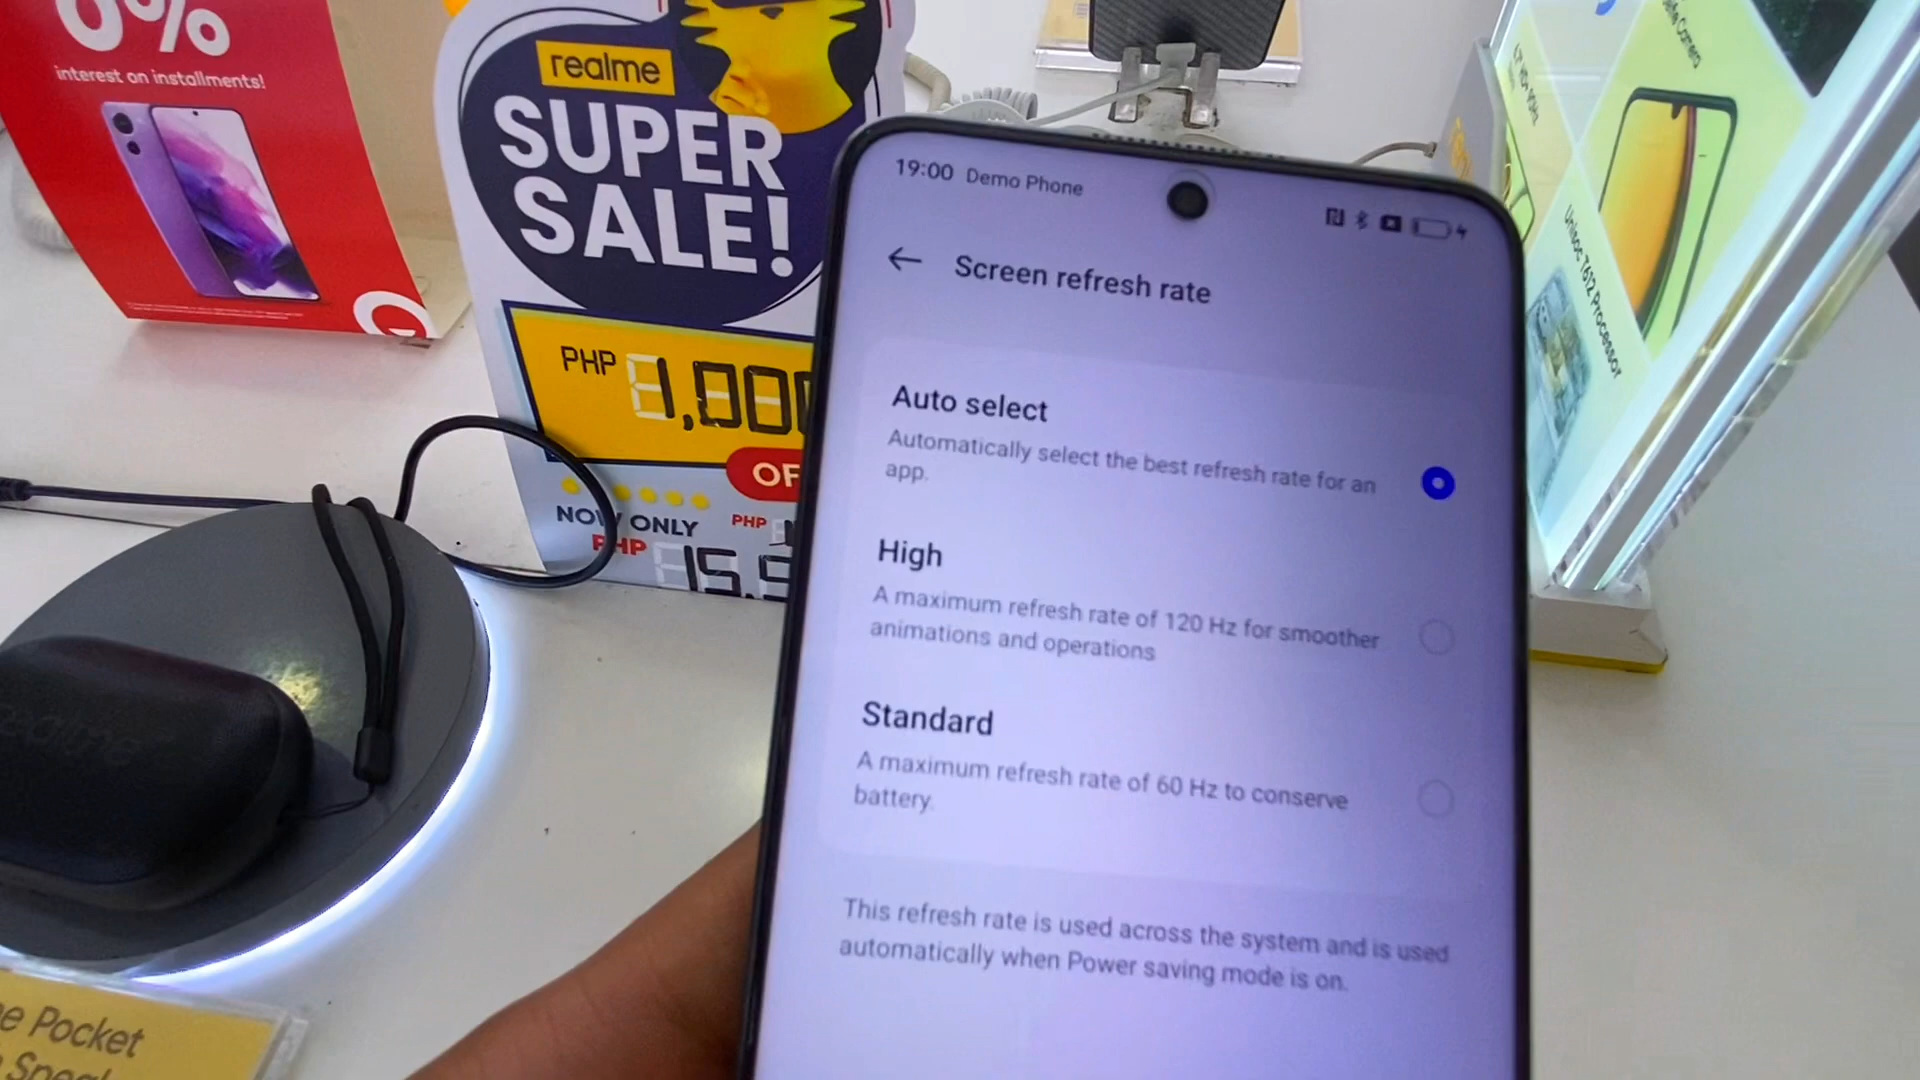 0%
interest on installments!
realme
SUPER
SALE!
PHP 1,000
OF
NOW ONLY
PHP
PHP 15,5
19:00 Demo Phone
Screen refresh rate
Auto select
Automatically select the best refresh rate for an
app.
High
A maximum refresh rate of 120 Hz for smoother
animations and operations
Standard
A maximum refresh rate of 60 Hz to conserve
battery.
This refresh rate is used across the system and is used
automatically when Power saving mode is on.
Unisoc T612 Processor
Camera
realme
e Pocket